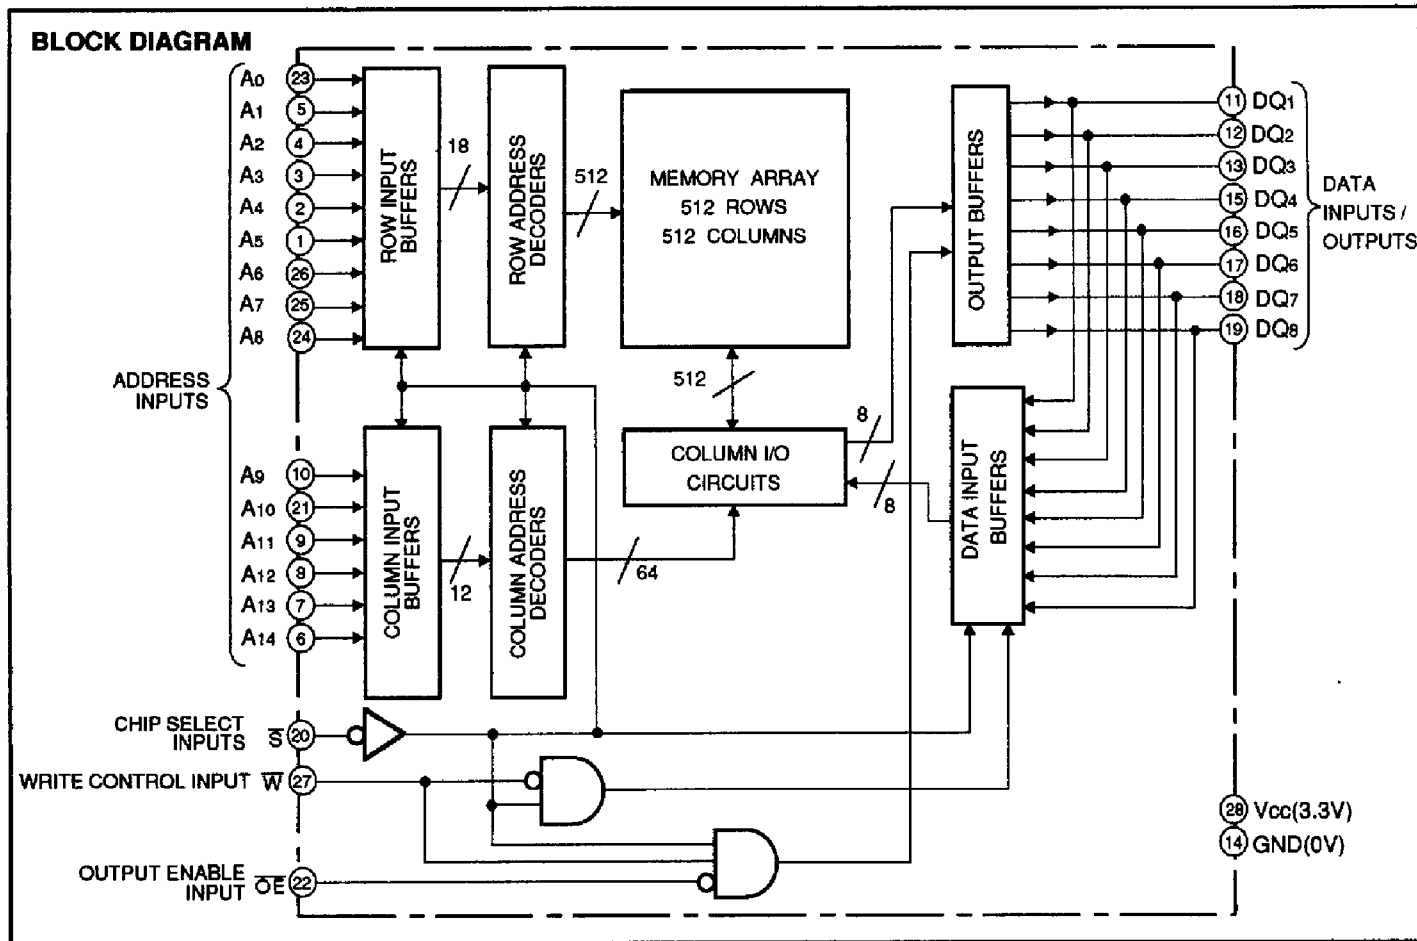 BLOCK DIAGRAM
A0 23
A1 5
A2 4
A3 3
A4 2
A5 1
A6 26
A7 25
A8 24
ADDRESS
INPUTS
A9 10
A10 21
A11 9
A12 8
A13 7
A14 6
CHIP SELECT
INPUTS S̅ 20
WRITE CONTROL INPUT W̅ 27
OUTPUT ENABLE
INPUT O̅E̅ 22
ROW INPUT
BUFFERS
18
ROW ADDRESS
DECODERS
512
MEMORY ARRAY
512 ROWS
512 COLUMNS
512
COLUMN INPUT
BUFFERS
12
COLUMN ADDRESS
DECODERS
64
COLUMN I/O
CIRCUITS
8
8
OUTPUT BUFFERS
DATA INPUT
BUFFERS
11 DQ1
12 DQ2
13 DQ3
15 DQ4
16 DQ5
17 DQ6
18 DQ7
19 DQ8
DATA
INPUTS /
OUTPUTS
28 Vcc(3.3V)
14 GND(0V)